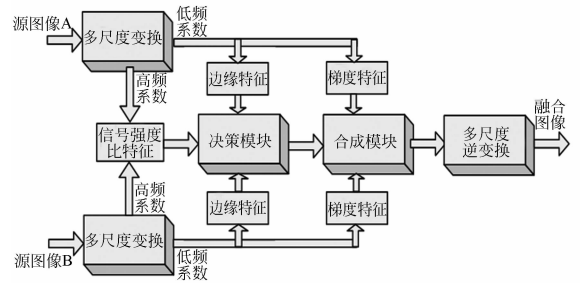 源图像A
多尺度变换
低频
系数
高频
系数
边缘特征
梯度特征
信号强度
比特征
决策模块
合成模块
多尺度
逆变换
融合
图像
高频
系数
边缘特征
梯度特征
源图像B
多尺度变换
低频
系数